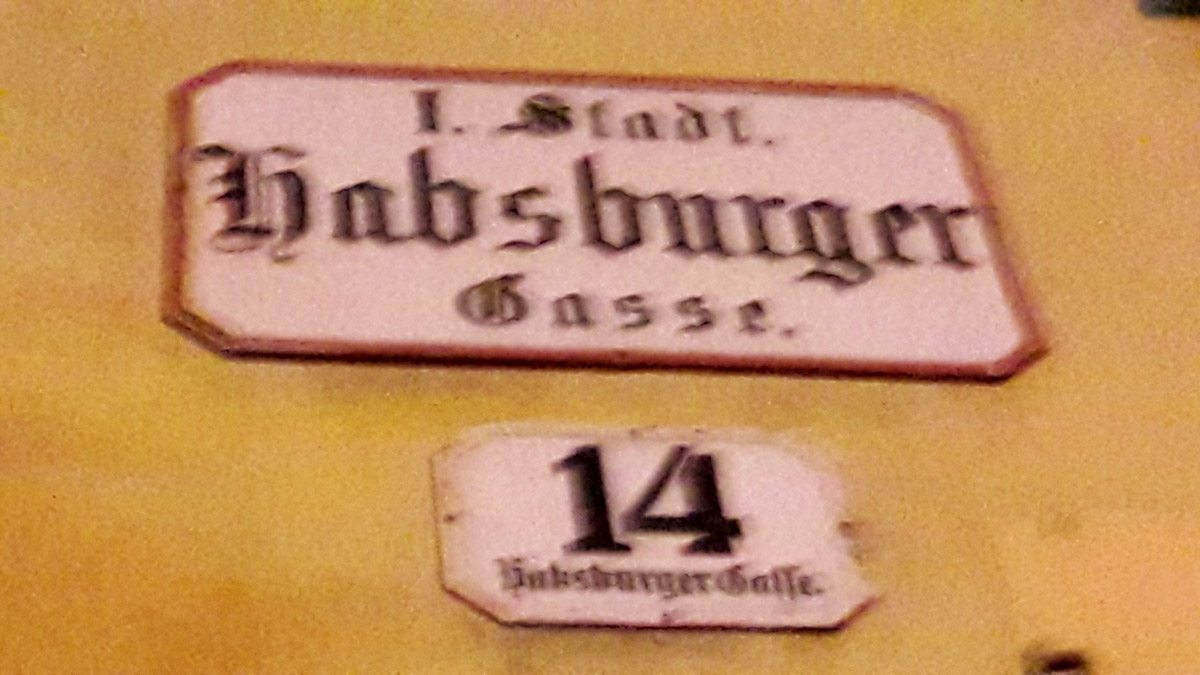 I. Stadt.
Habsburger
Gasse.
14
Habsburger Gasse.